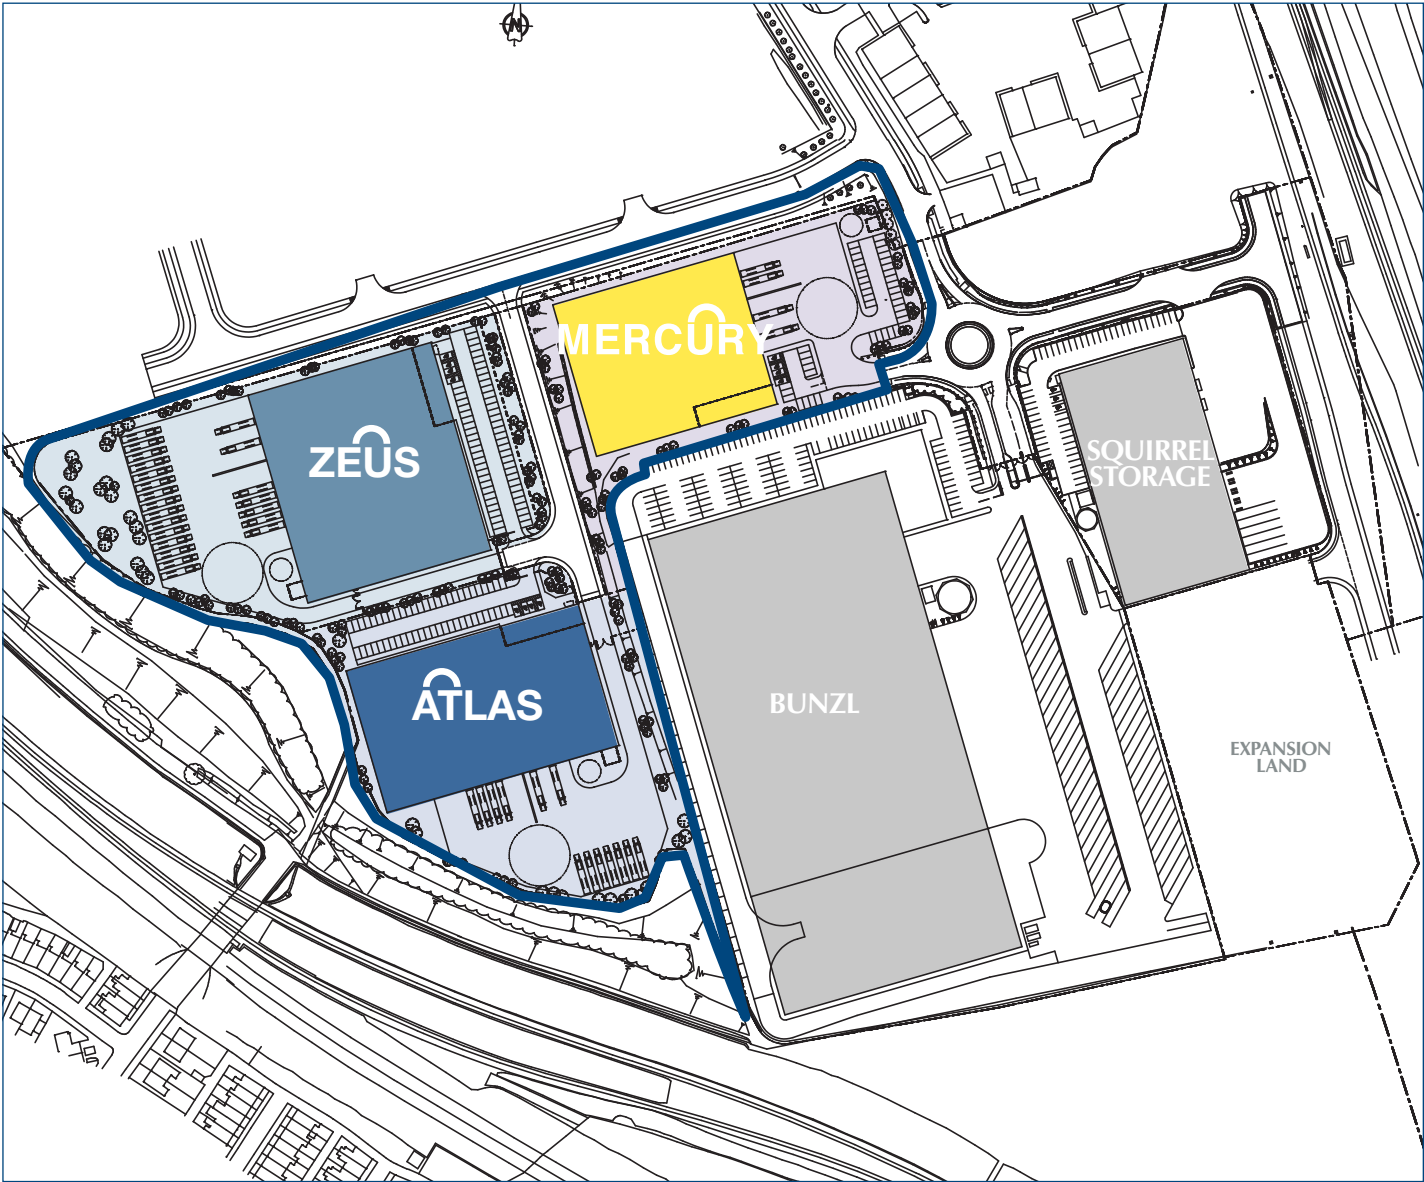 N
MERCURY
ZEUS
SQUIRREL
STORAGE
ATLAS
BUNZL
EXPANSION
LAND